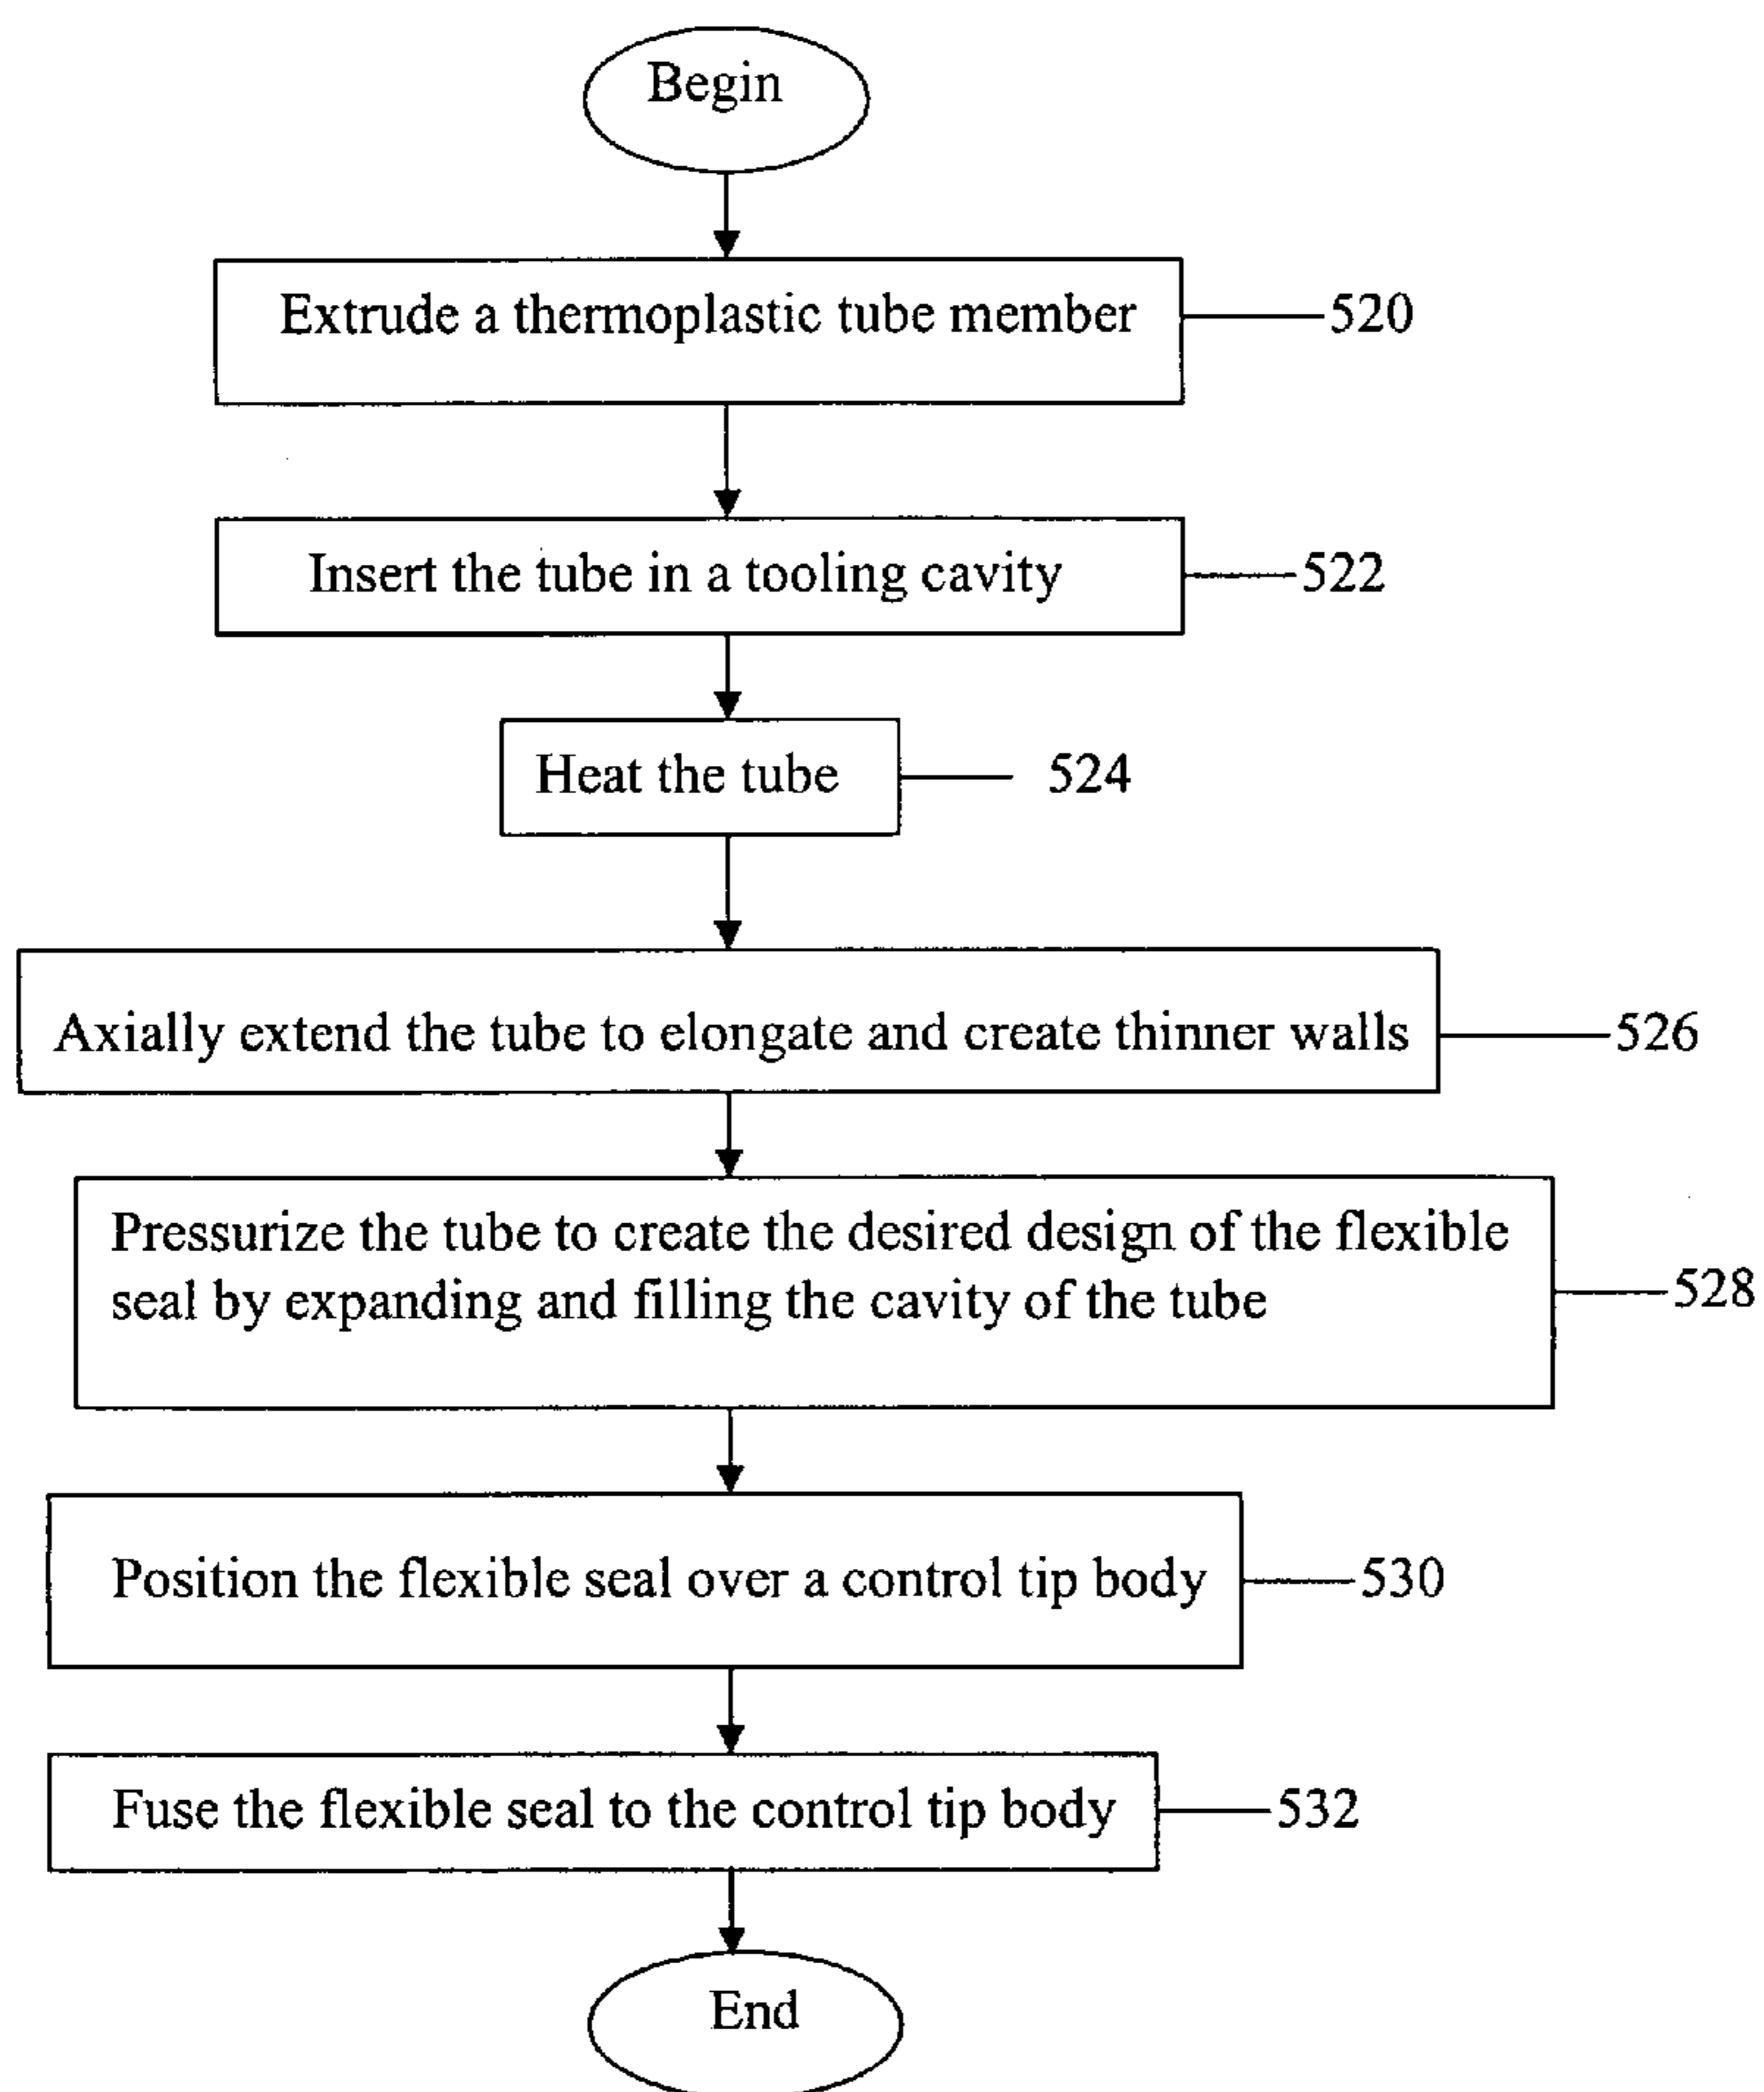 Begin
Extrude a thermoplastic tube member
520
Insert the tube in a tooling cavity
522
Heat the tube
524
Axially extend the tube to elongate and create thinner walls
526
Pressurize the tube to create the desired design of the flexible
seal by expanding and filling the cavity of the tube
528
Position the flexible seal over a control tip body
530
Fuse the flexible seal to the control tip body
532
End